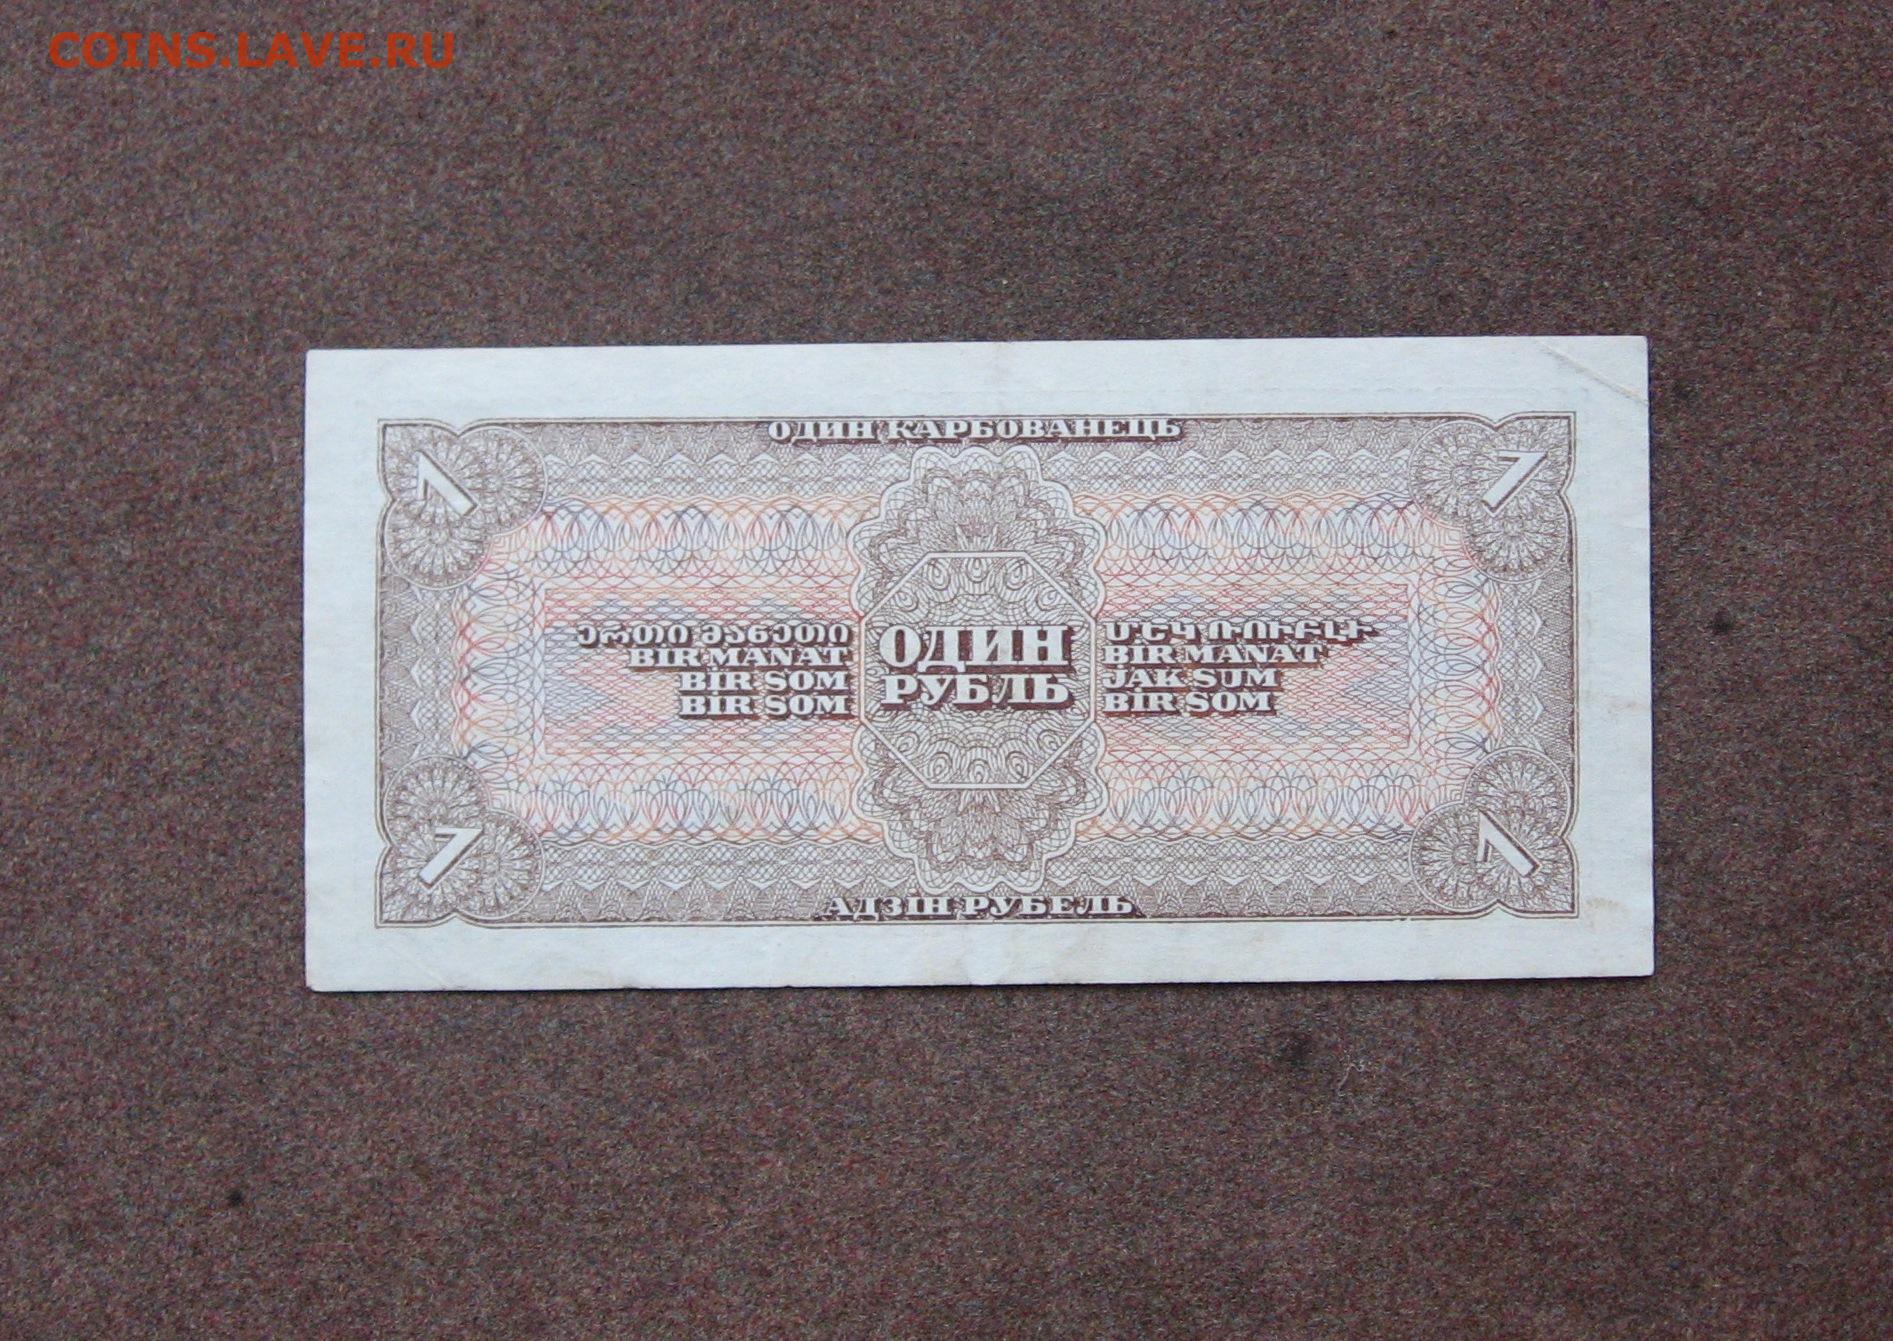 COINS.LAVE.RU
ОДИН КАРБОВАНЕЦЬ
1 1
ერთი მანეთი
BIR MANAT
BIR SOM
BIR SOM
ОДИН
РУБЛЬ
ՄԵԿ ՌՈՒԲԼԻ
BIR MANAT
JAK SUM
BIR SOM
1 1
АДЗІН РУБЕЛЬ